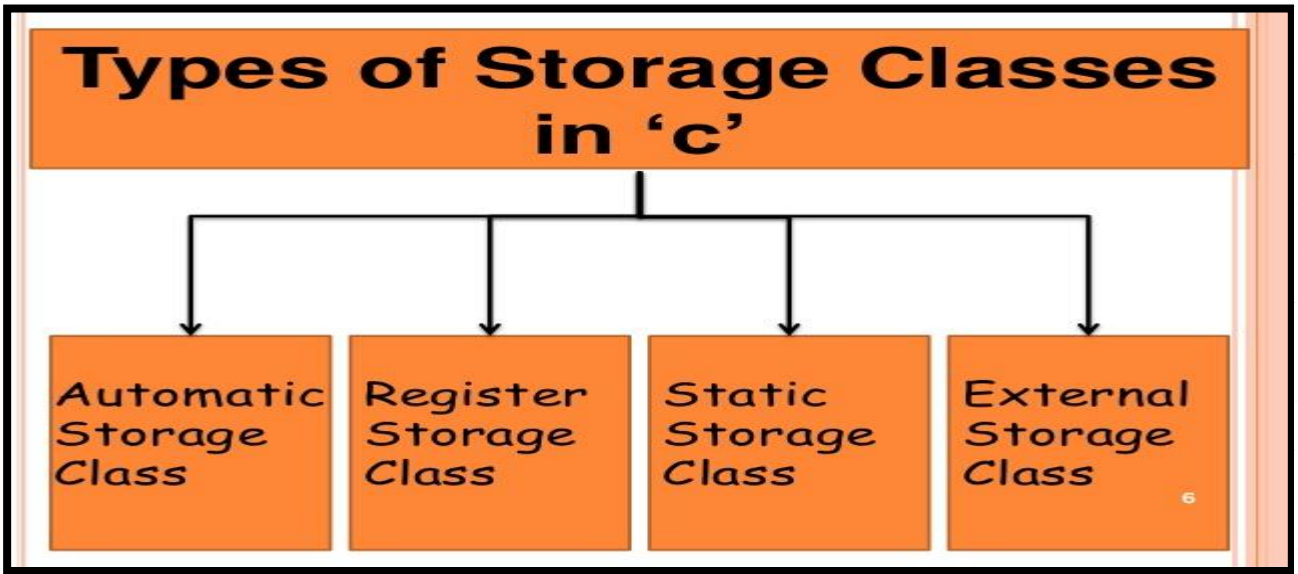 Types of Storage Classes
in ‘c’
Automatic
Storage
Class
Register
Storage
Class
Static
Storage
Class
External
Storage
Class
6